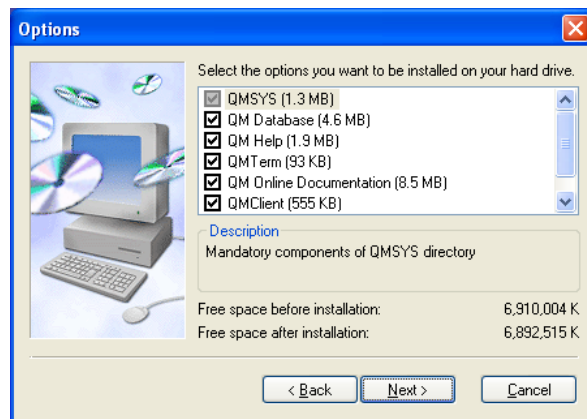 Options
Select the options you want to be installed on your hard drive.
QMSYS (1.3 MB)
QM Database (4.6 MB)
QM Help (1.9 MB)
QMTerm (93 KB)
QM Online Documentation (8.5 MB)
QMClient (555 KB)
Description
Mandatory components of QMSYS directory
Free space before installation: 6,910,004 K
Free space after installation: 6,892,515 K
< Back Next > Cancel